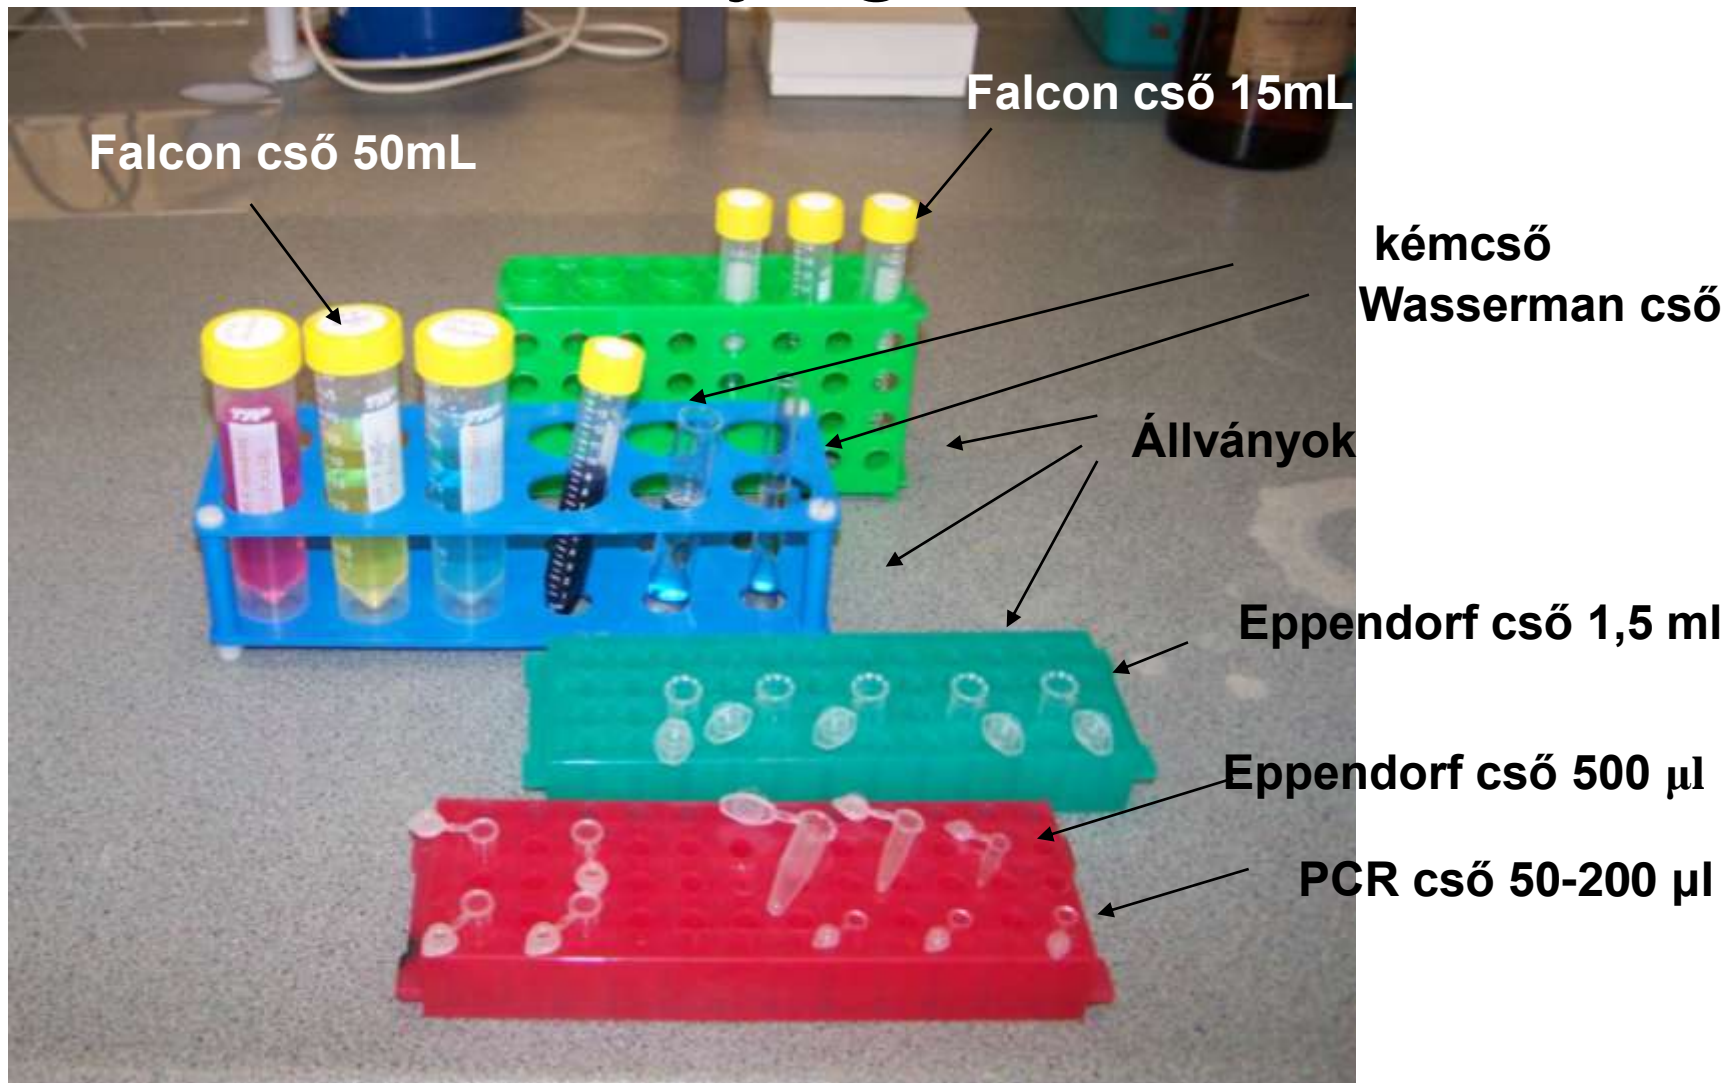 Falcon cső 15mL
Falcon cső 50mL
kémcső
Wasserman cső
Állványok
Eppendorf cső 1,5 ml
Eppendorf cső 500 µl
PCR cső 50-200 µl